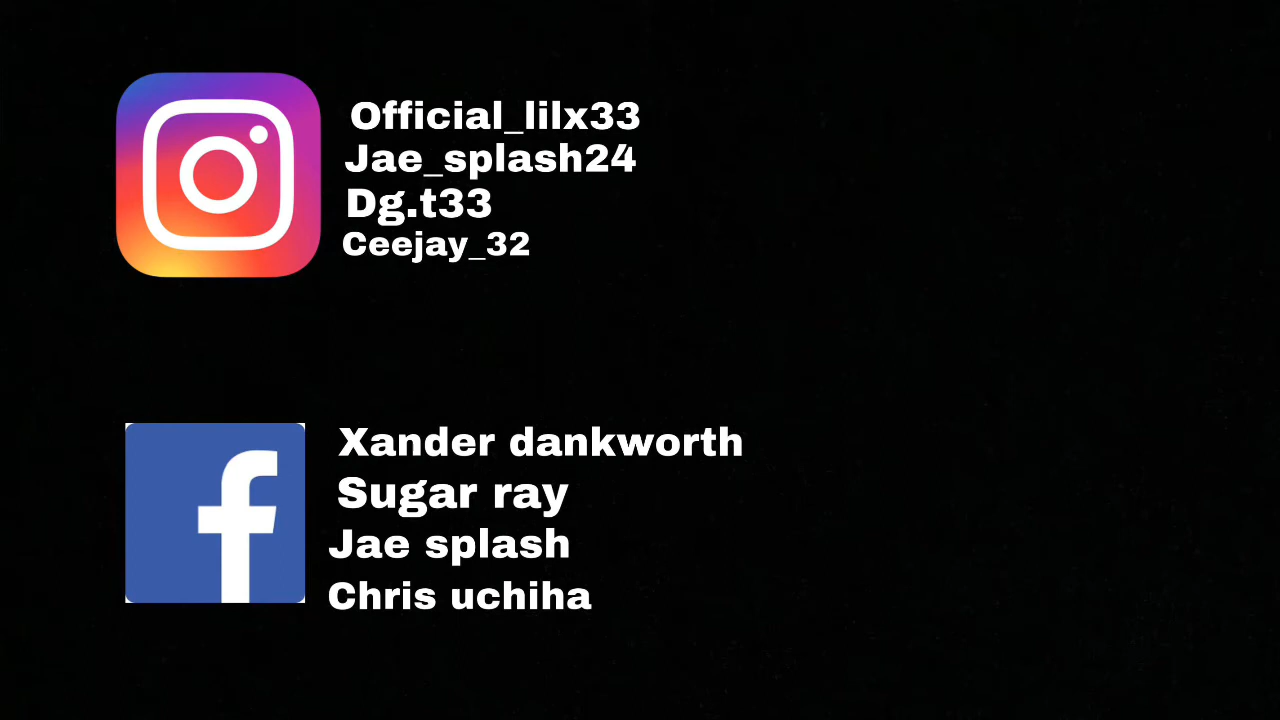 Official_lilx33
Jae_splash24
Dg.t33
Ceejay_32
Xander dankworth
Sugar ray
Jae splash
Chris uchiha